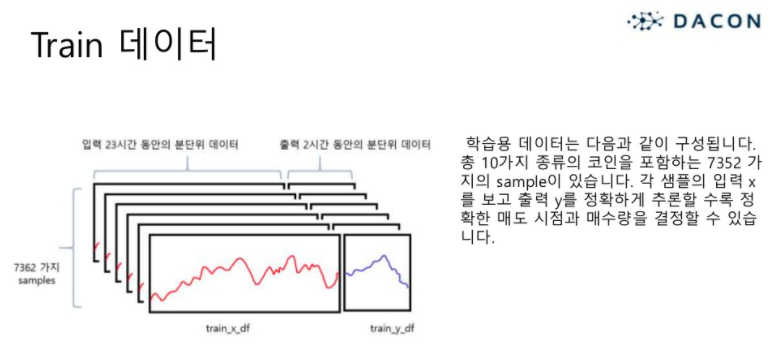 DACON
Train 데이터
입력 23시간 동안의 분단위 데이터
출력 2시간 동안의 분단위 데이터
7362 가지
samples
train_x_df
train_y_df
학습용 데이터는 다음과 같이 구성됩니다.
총 10가지 종류의 코인을 포함하는 7352 가
지의 sample이 있습니다. 각 샘플의 입력 x
를 보고 출력 y를 정확하게 추론할 수록 정
확한 매도 시점과 매수량을 결정할 수 있습
니다.